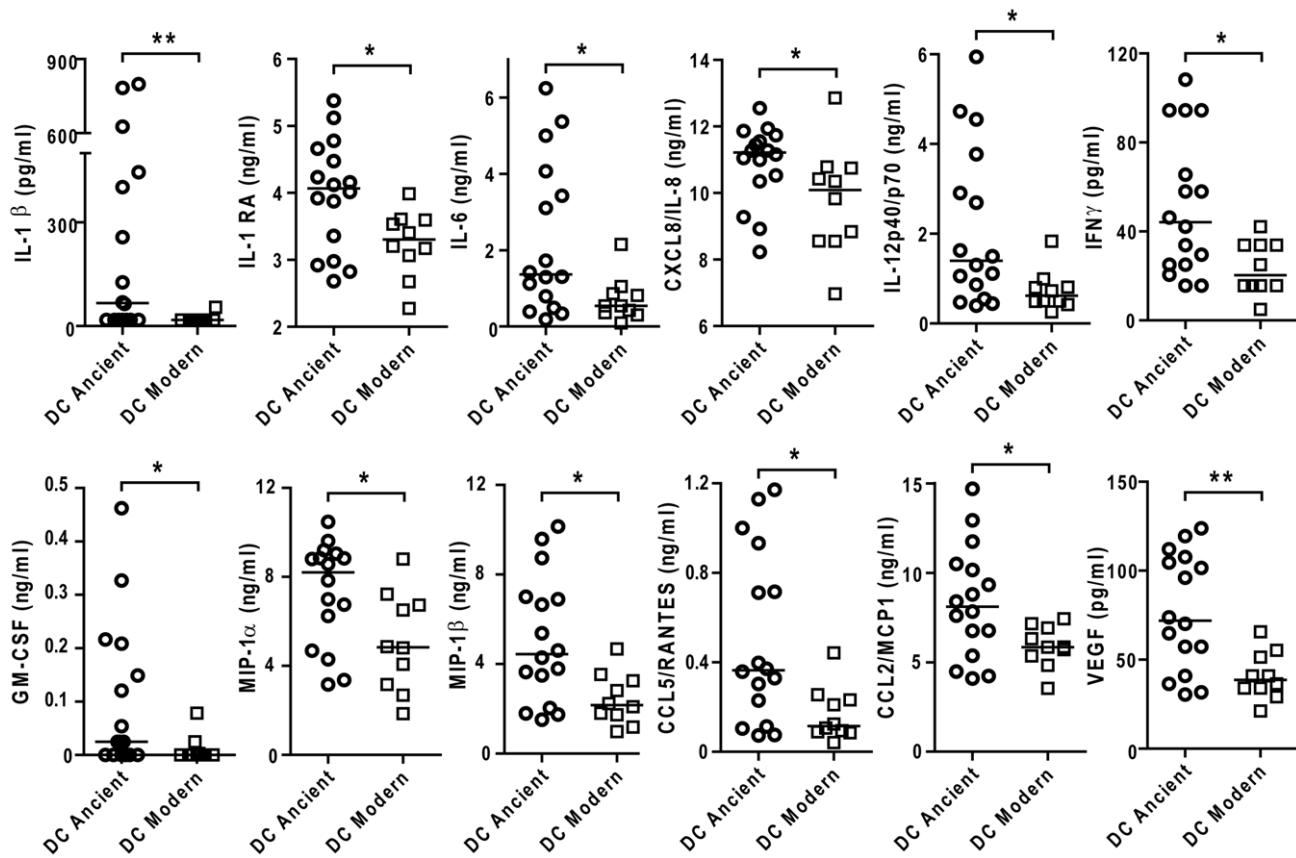 **
*
*
*
*
*
IL-1 β (pg/ml)
900
600
300
0
DC Ancient
DC Modern
IL-1 RA (ng/ml)
6
5
4
3
2
DC Ancient
DC Modern
IL-6 (ng/ml)
6
4
2
0
DC Ancient
DC Modern
CXCL8/IL-8 (ng/ml)
14
12
10
8
6
DC Ancient
DC Modern
IL-12p40/p70 (ng/ml)
6
4
2
0
DC Ancient
DC Modern
IFNγ (pg/ml)
120
80
40
0
DC Ancient
DC Modern
*
*
*
*
*
**
GM-CSF (ng/ml)
0.5
0.4
0.3
0.2
0.1
0
DC Ancient
DC Modern
MIP-1α (ng/ml)
12
8
4
0
DC Ancient
DC Modern
MIP-1β (ng/ml)
12
8
4
0
DC Ancient
DC Modern
CCL5/RANTES (ng/ml)
1.2
0.8
0.4
0.0
DC Ancient
DC Modern
CCL2/MCP1 (ng/ml)
15
10
5
0
DC Ancient
DC Modern
VEGF (pg/ml)
150
100
50
0
DC Ancient
DC Modern